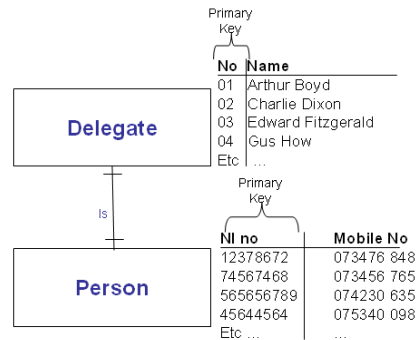 Primary
Key
No Name
01 Arthur Boyd
02 Charlie Dixon
03 Edward Fitzgerald
04 Gus How
Etc ...
Delegate
Is
Primary
Key
NI no Mobile No
12378672 073476 848
74567468 073456 765
565656789 074230 635
45644564 075340 098
Etc ... ...
Person